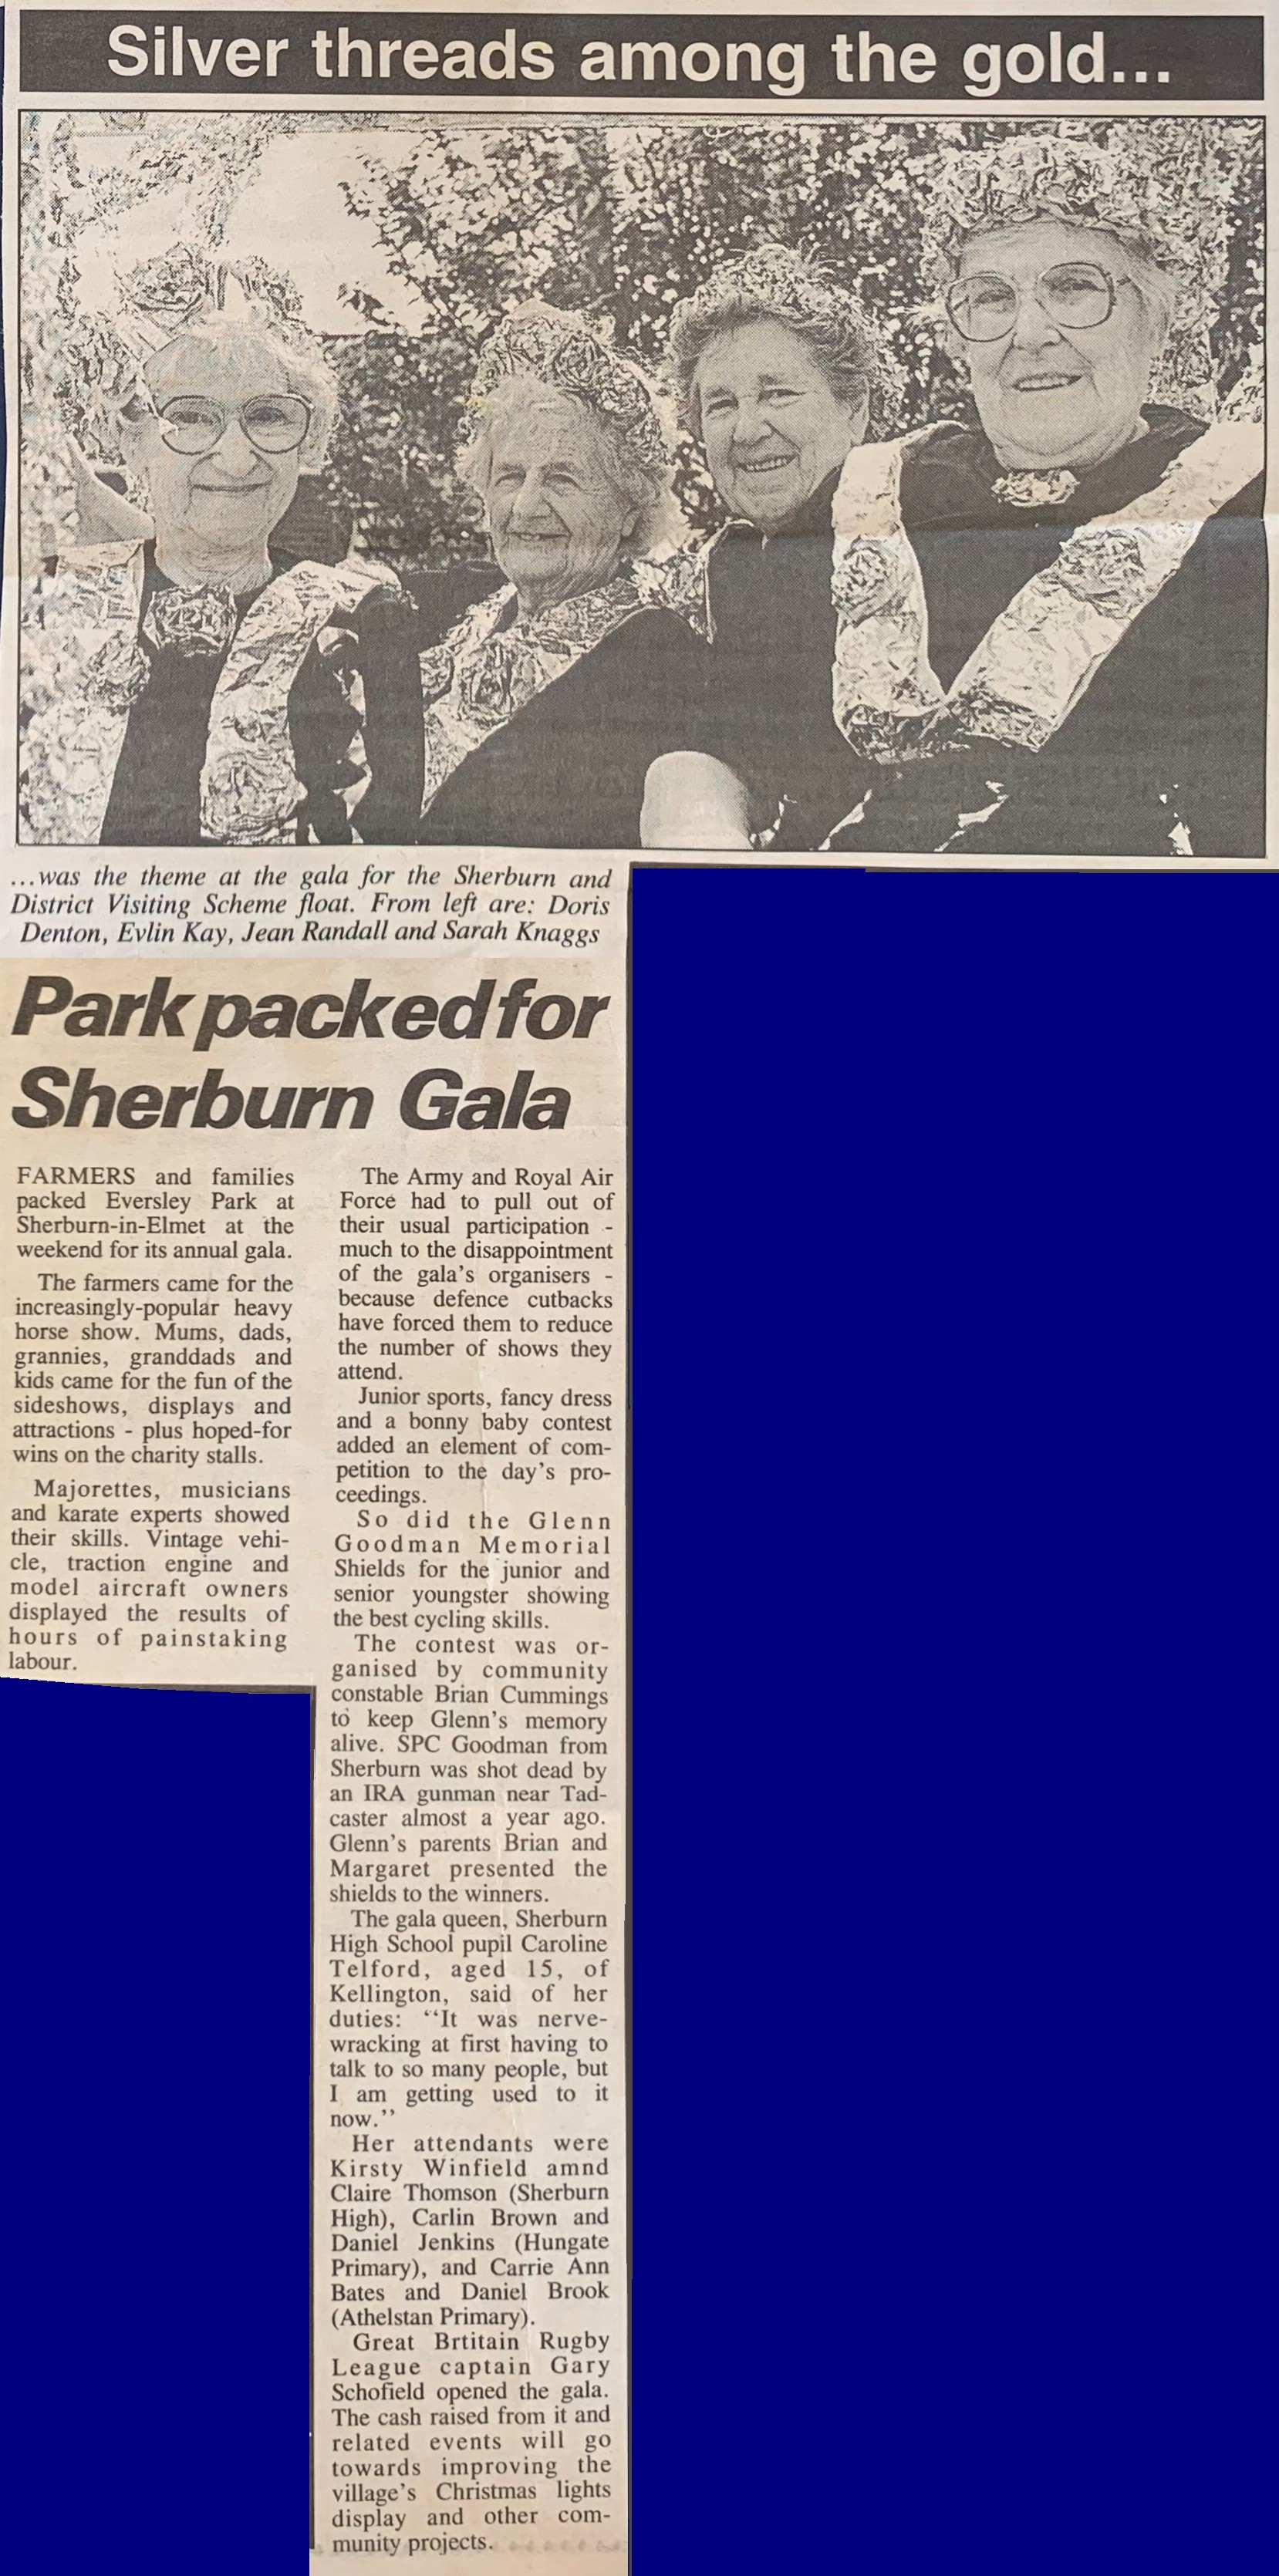 Silver threads among the gold...
...was the theme at the gala for the Sherburn and
District Visiting Scheme float. From left are: Doris
Denton, Evlin Kay, Jean Randall and Sarah Knaggs
Park packed for
Sherburn Gala
FARMERS and families
packed Eversley Park at
Sherburn-in-Elmet at the
weekend for its annual gala.
The farmers came for the
increasingly-popular heavy
horse show. Mums, dads,
grannies, granddads and
kids came for the fun of the
sideshows, displays and
attractions - plus hoped-for
wins on the charity stalls.
Majorettes, musicians
and karate experts showed
their skills. Vintage vehi-
cle, traction engine and
model aircraft owners
displayed the results of
hours of painstaking
labour.
The Army and Royal Air
Force had to pull out of
their usual participation -
much to the disappointment
of the gala's organisers -
because defence cutbacks
have forced them to reduce
the number of shows they
attend.
Junior sports, fancy dress
and a bonny baby contest
added an element of com-
petition to the day's pro-
ceedings.
So did the Glenn
Goodman Memorial
Shields for the junior and
senior youngster showing
the best cycling skills.
The contest was or-
ganised by community
constable Brian Cummings
to keep Glenn's memory
alive. SPC Goodman from
Sherburn was shot dead by
an IRA gunman near Tad-
caster almost a year ago.
Glenn's parents Brian and
Margaret presented the
shields to the winners.
The gala queen, Sherburn
High School pupil Caroline
Telford, aged 15, of
Kellington, said of her
duties: "It was nerve-
wracking at first having to
talk to so many people, but
I am getting used to it
now."
Her attendants were
Kirsty Winfield amnd
Claire Thomson (Sherburn
High), Carlin Brown and
Daniel Jenkins (Hungate
Primary), and Carrie Ann
Bates and Daniel Brook
(Athelstan Primary).
Great Brtitain Rugby
League captain Gary
Schofield opened the gala.
The cash raised from it and
related events will go
towards improving the
village's Christmas lights
display and other com-
munity projects.